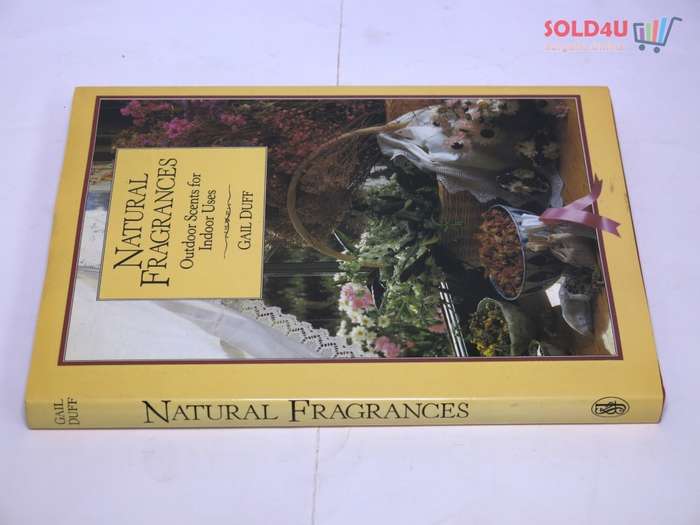 SOLD4U
NATURAL
FRAGRANCES
Outdoor Scents for
Indoor Uses
GAIL DUFF
GAIL
DUFF
NATURAL FRAGRANCES